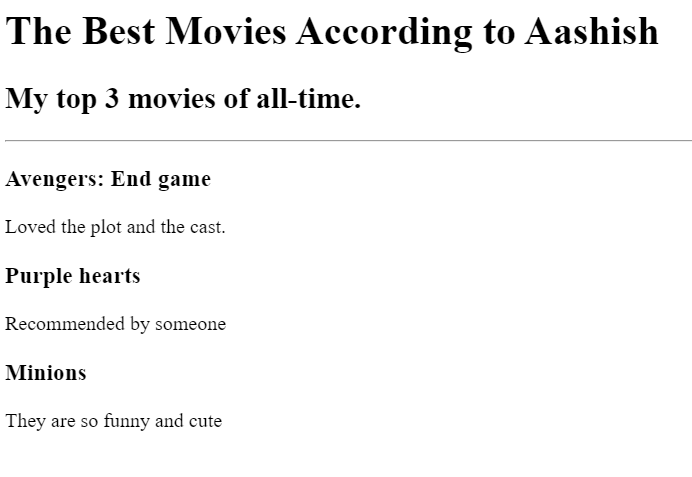 The Best Movies According to Aashish
My top 3 movies of all-time.
Avengers: End game
Loved the plot and the cast.
Purple hearts
Recommended by someone
Minions
They are so funny and cute